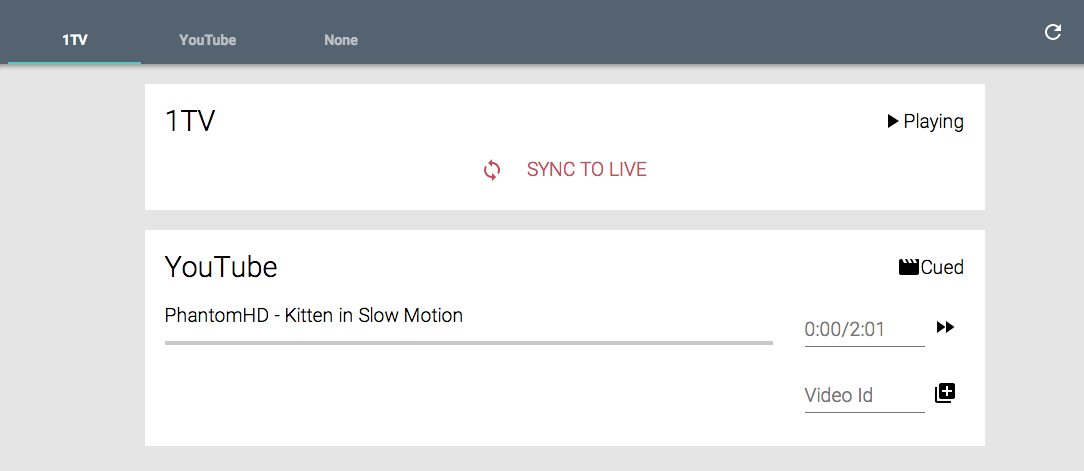 1TV YouTube None
1TV
Playing
SYNC TO LIVE
YouTube
Cued
PhantomHD - Kitten in Slow Motion
0:00/2:01
Video Id